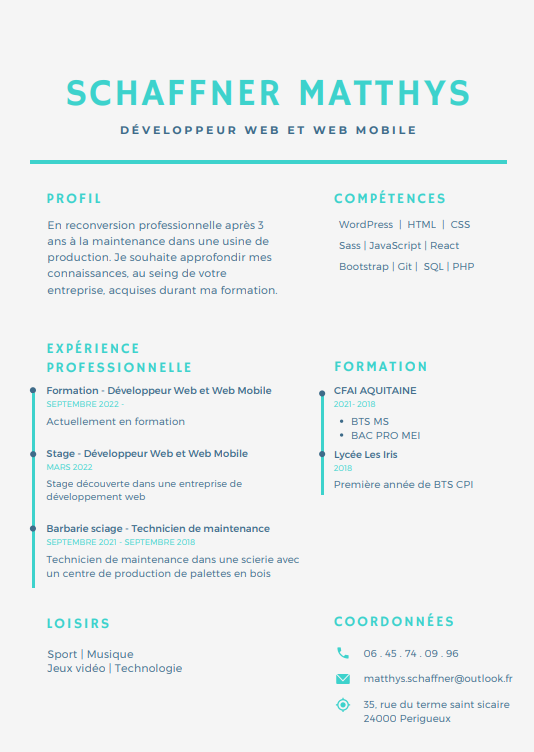 SCHAFFNER MATTHYS
DÉVELOPPEUR WEB ET WEB MOBILE
PROFIL
En reconversion professionnelle après 3
ans à la maintenance dans une usine de
production. Je souhaite approfondir mes
connaissances, au seing de votre
entreprise, acquises durant ma formation.
COMPÉTENCES
WordPress | HTML | CSS
Sass | JavaScript | React
Bootstrap | Git | SQL | PHP
EXPÉRIENCE
PROFESSIONNELLE
Formation - Développeur Web et Web Mobile
SEPTEMBRE 2022 -
Actuellement en formation
Stage - Développeur Web et Web Mobile
MARS 2022
Stage découverte dans une entreprise de
développement web
Barbarie sciage - Technicien de maintenance
SEPTEMBRE 2021 - SEPTEMBRE 2018
Technicien de maintenance dans une scierie avec
un centre de production de palettes en bois
FORMATION
CFAI AQUITAINE
2021- 2018
• BTS MS
• BAC PRO MEI
Lycée Les Iris
2018
Première année de BTS CPI
LOISIRS
Sport | Musique
Jeux vidéo | Technologie
COORDONNÉES
06 . 45 . 74 . 09 . 96
matthys.schaffner@outlook.fr
35, rue du terme saint sicaire
24000 Perigueux